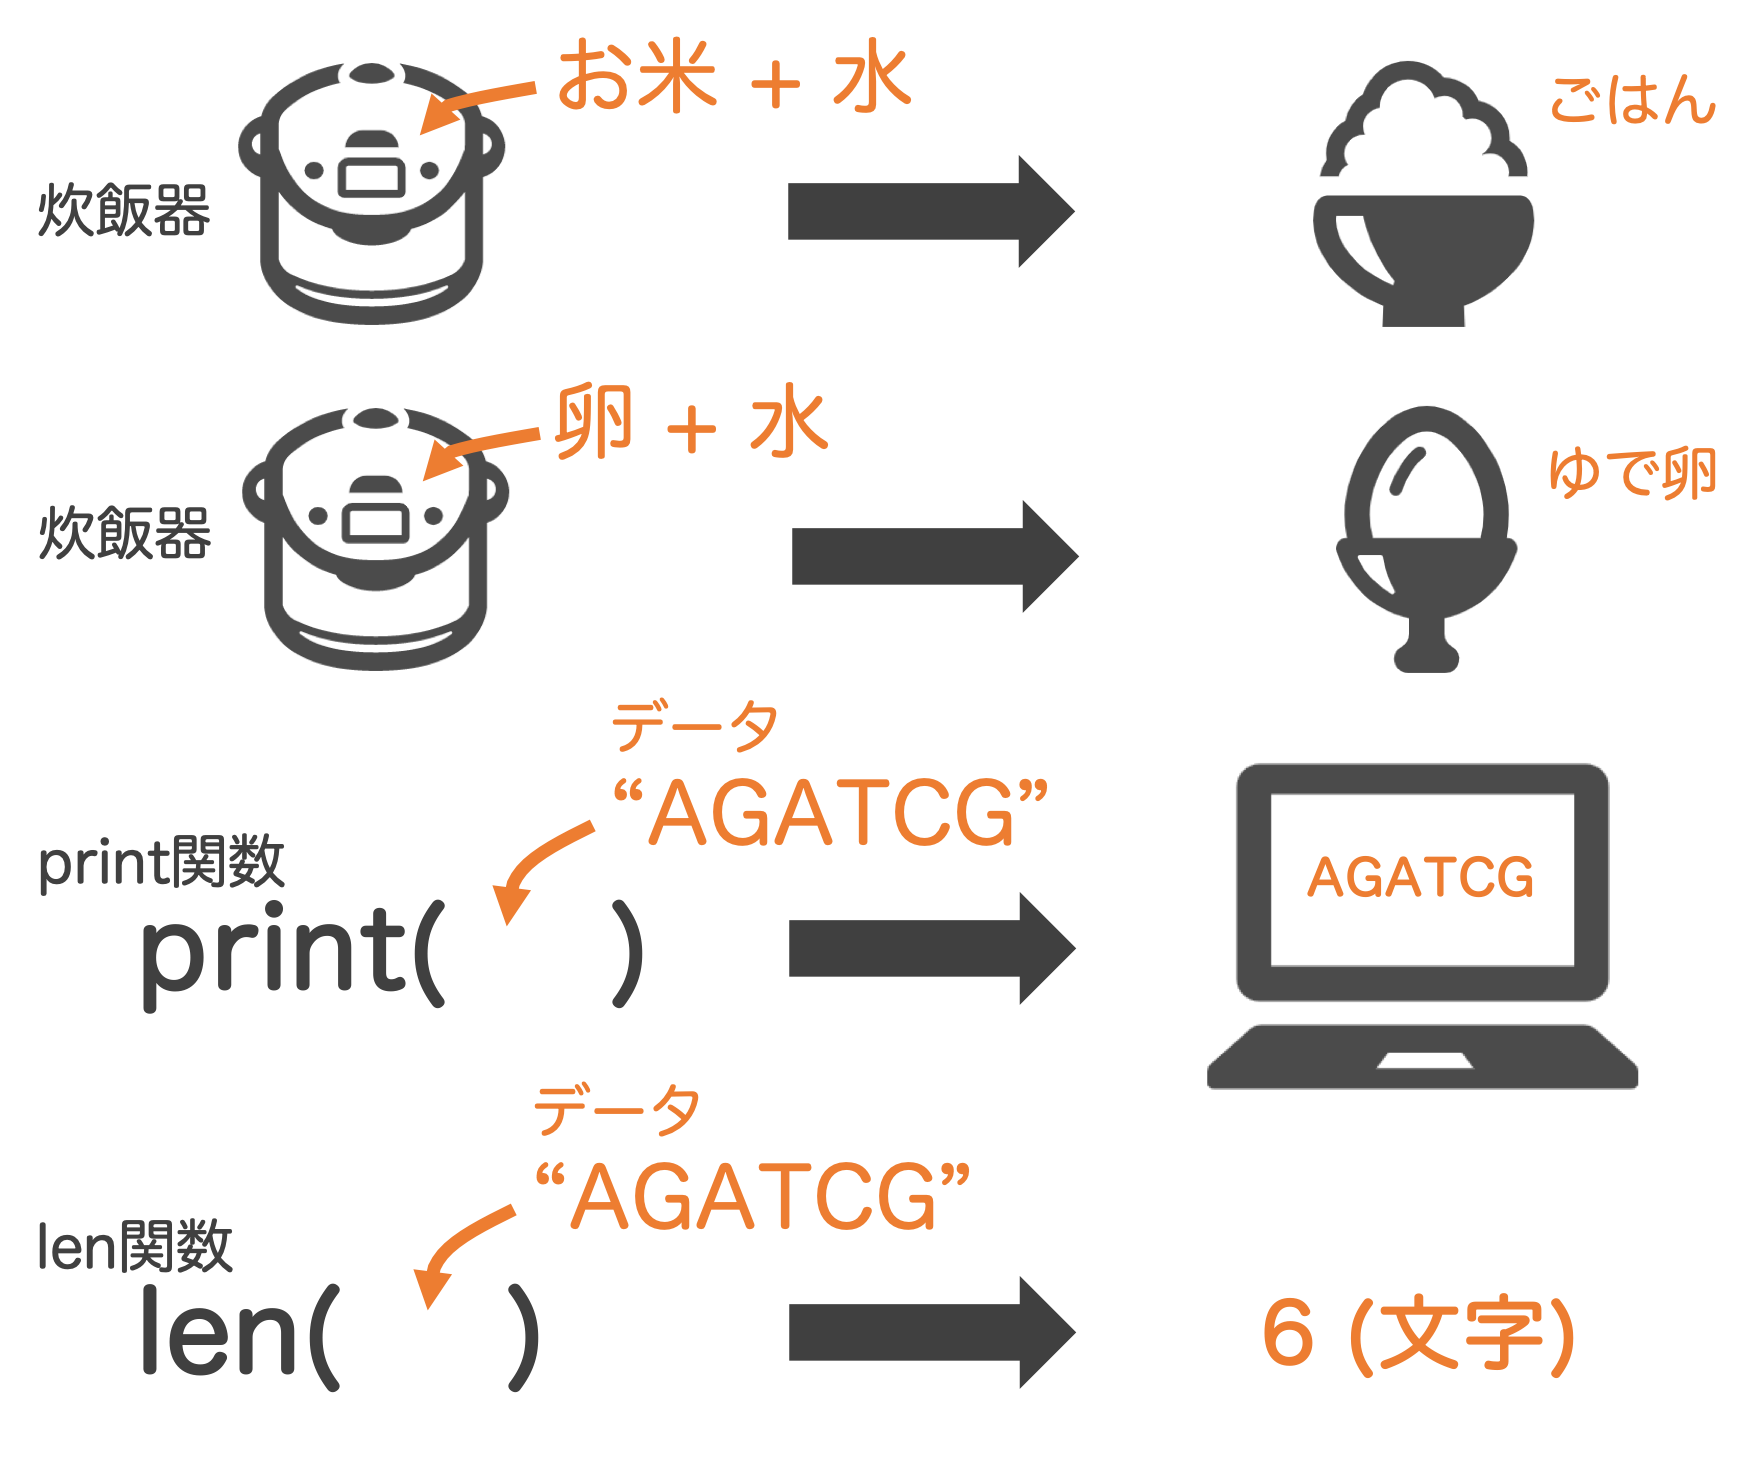 お米 + 水
ごはん
炊飯器
卵 + 水
ゆで卵
炊飯器
データ
“AGATCG”
print関数
print( )
AGATCG
データ
“AGATCG”
len関数
len( )
6 (文字)